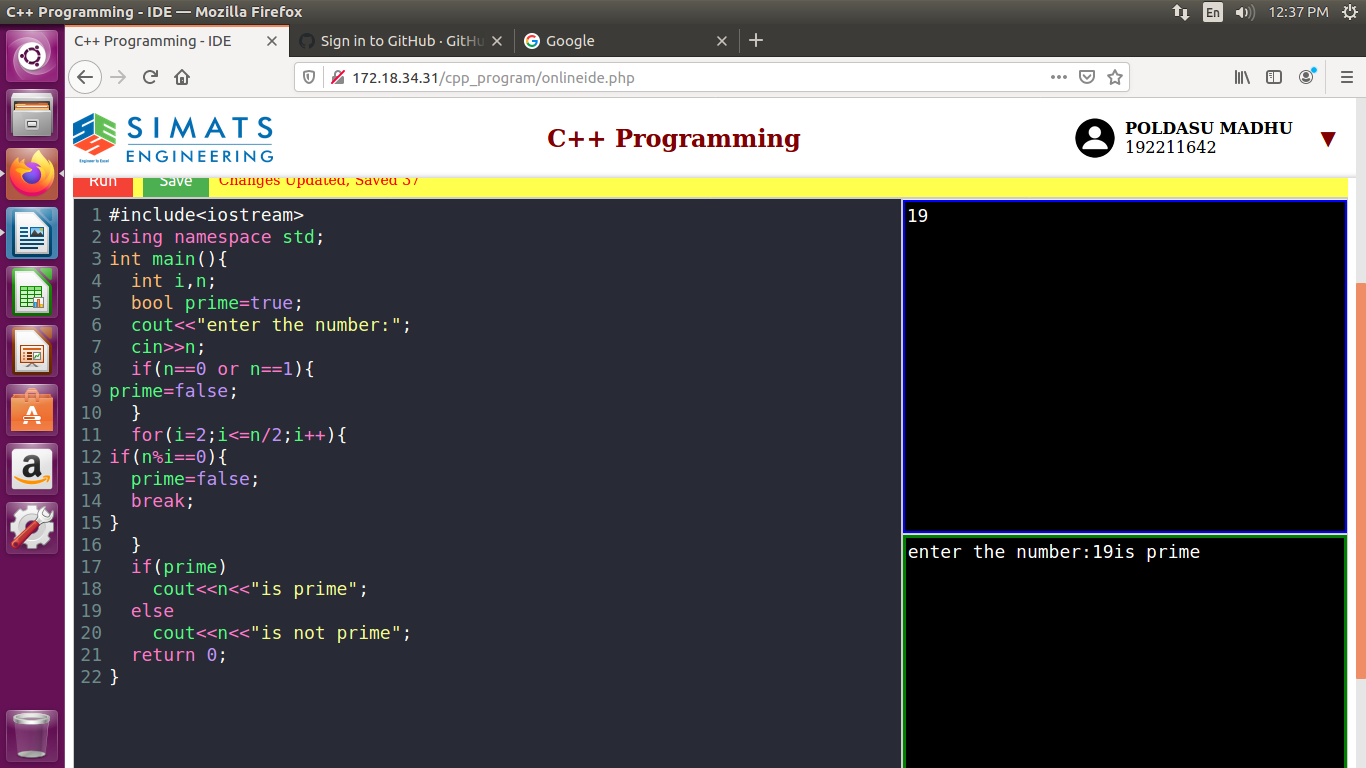 C++ Programming - IDE — Mozilla Firefox
En
12:37 PM
C++ Programming - IDE
Sign in to GitHub · GitHu
Google
172.18.34.31/cpp_program/onlineide.php
SIMATS
ENGINEERING
Engineer to Excel
C++ Programming
POLDASU MADHU
192211642
Run Save Changes Updated, Saved 37
1 #include<iostream>
2 using namespace std;
3 int main(){
4   int i,n;
5   bool prime=true;
6   cout<<"enter the number:";
7   cin>>n;
8   if(n==0 or n==1){
9 prime=false;
10   }
11   for(i=2;i<=n/2;i++){
12 if(n%i==0){
13   prime=false;
14   break;
15 }
16   }
17   if(prime)
18     cout<<n<<"is prime";
19   else
20     cout<<n<<"is not prime";
21   return 0;
22 }
19
enter the number:19is prime